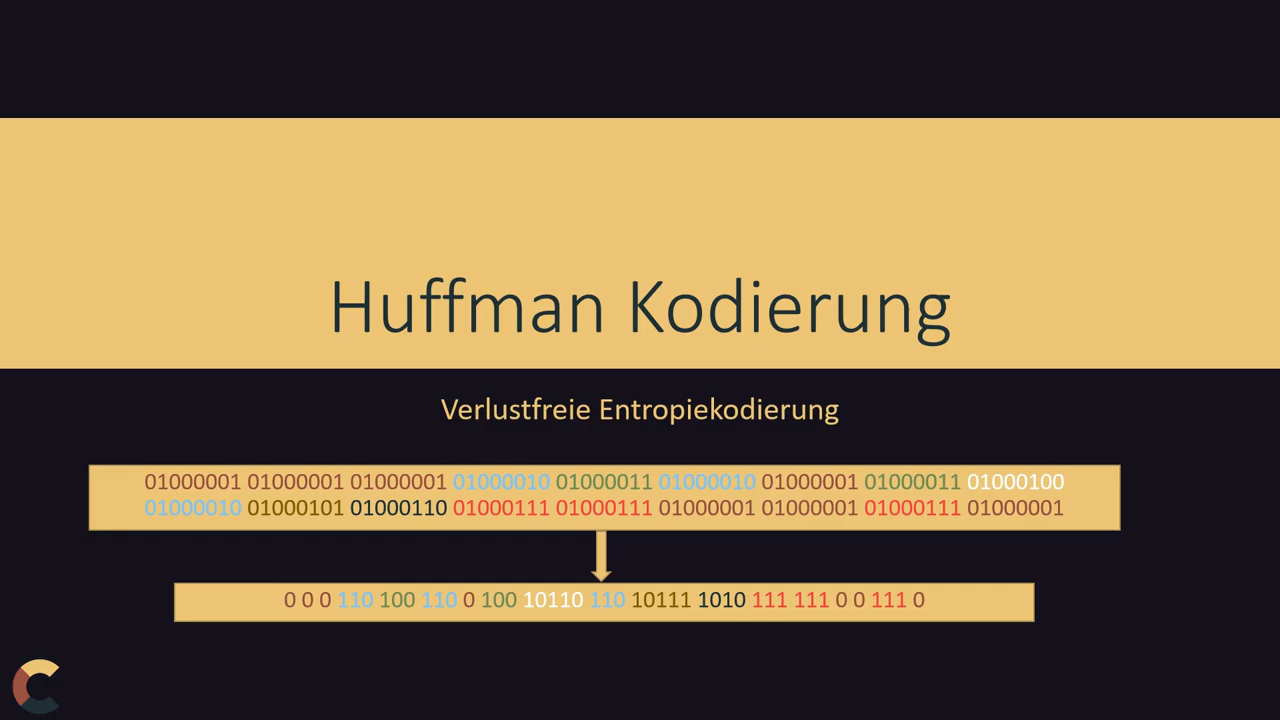 Huffman Kodierung
Verlustfreie Entropiekodierung
01000001 01000001 01000001 01000010 01000011 01000010 01000001 01000011 01000100
01000010 01000101 01000110 01000111 01000111 01000001 01000001 01000111 01000001
0 0 0 110 100 110 0 100 10110 110 10111 1010 111 111 0 0 111 0